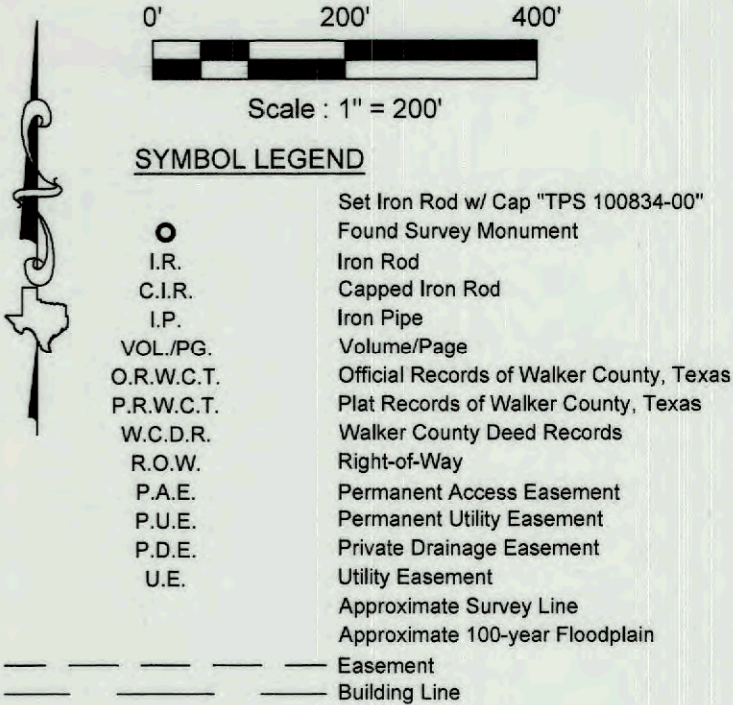 0' 200' 400'
Scale : 1" = 200'
SYMBOL LEGEND
Set Iron Rod w/ Cap "TPS 100834-00"
Found Survey Monument
I.R. Iron Rod
C.I.R. Capped Iron Rod
I.P. Iron Pipe
VOL./PG. Volume/Page
O.R.W.C.T. Official Records of Walker County, Texas
P.R.W.C.T. Plat Records of Walker County, Texas
W.C.D.R. Walker County Deed Records
R.O.W. Right-of-Way
P.A.E. Permanent Access Easement
P.U.E. Permanent Utility Easement
P.D.E. Private Drainage Easement
U.E. Utility Easement
Approximate Survey Line
Approximate 100-year Floodplain
Easement
Building Line